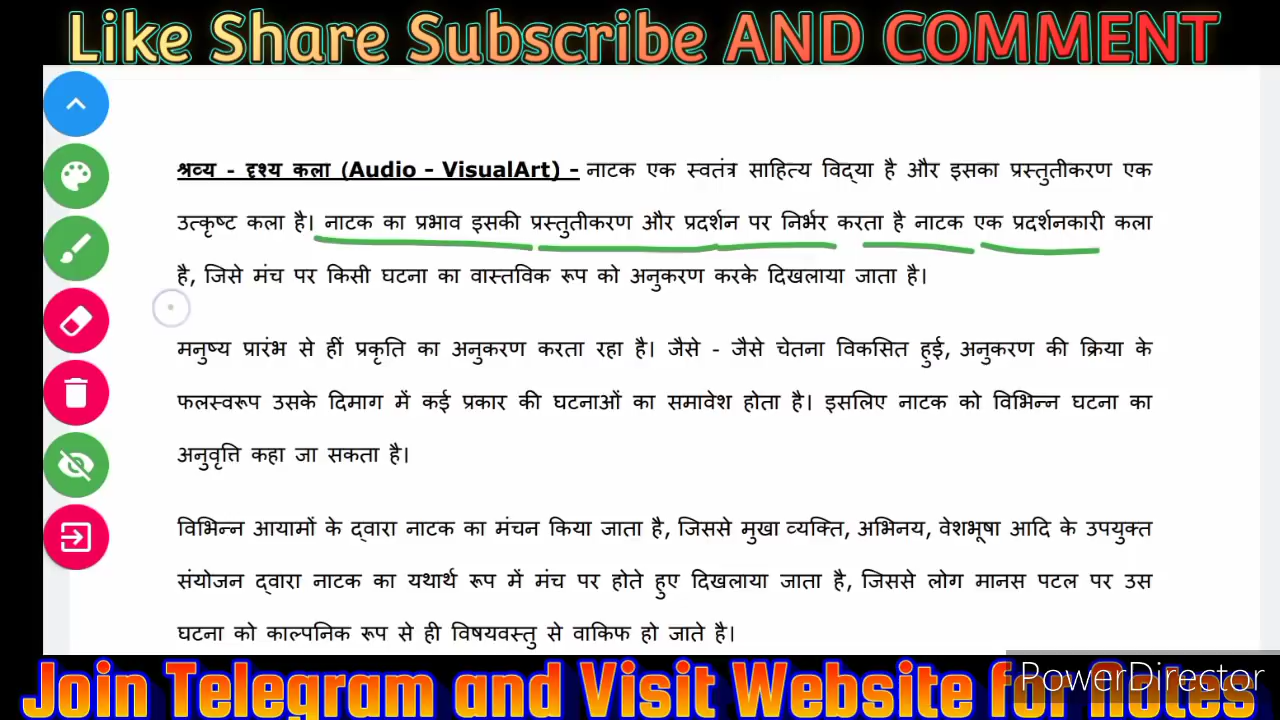 Like Share Subscribe AND COMMENT
श्रव्य - दृश्य कला (Audio - VisualArt) - नाटक एक स्वतंत्र साहित्य विद्या है और इसका प्रस्तुतीकरण एक
उत्कृष्ट कला है। नाटक का प्रभाव इसकी प्रस्तुतीकरण और प्रदर्शन पर निर्भर करता है नाटक एक प्रदर्शनकारी कला
है, जिसे मंच पर किसी घटना का वास्तविक रूप को अनुकरण करके दिखलाया जाता है।
मनुष्य प्रारंभ से हीं प्रकृति का अनुकरण करता रहा है। जैसे - जैसे चेतना विकसित हुई, अनुकरण की क्रिया के
फलस्वरूप उसके दिमाग में कई प्रकार की घटनाओं का समावेश होता है। इसलिए नाटक को विभिन्न घटना का
अनुवृत्ति कहा जा सकता है।
विभिन्न आयामों के द्वारा नाटक का मंचन किया जाता है, जिससे मुखा व्यक्ति, अभिनय, वेशभूषा आदि के उपयुक्त
संयोजन द्वारा नाटक का यथार्थ रूप में मंच पर होते हुए दिखलाया जाता है, जिससे लोग मानस पटल पर उस
घटना को काल्पनिक रूप से ही विषयवस्तु से वाकिफ हो जाते है।
PowerDirector
Join Telegram and Visit Website for Notes